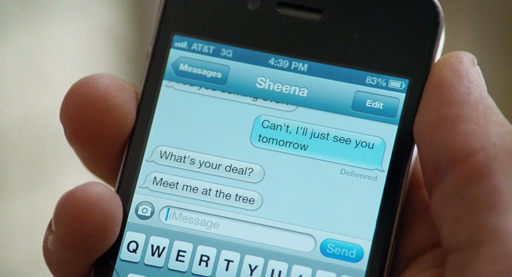 AT&T 3G 4:39 PM 83%
Messages Sheena Edit
Can't, I'll just see you
tomorrow
Delivered
What's your deal?
Meet me at the tree
iMessage Send
Q W E R T Y U